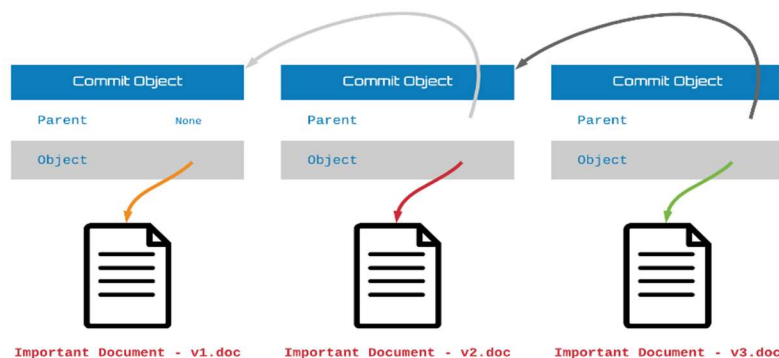 Commit Object
Parent None
Object
Important Document - v1.doc
Commit Object
Parent
Object
Important Document - v2.doc
Commit Object
Parent
Object
Important Document - v3.doc